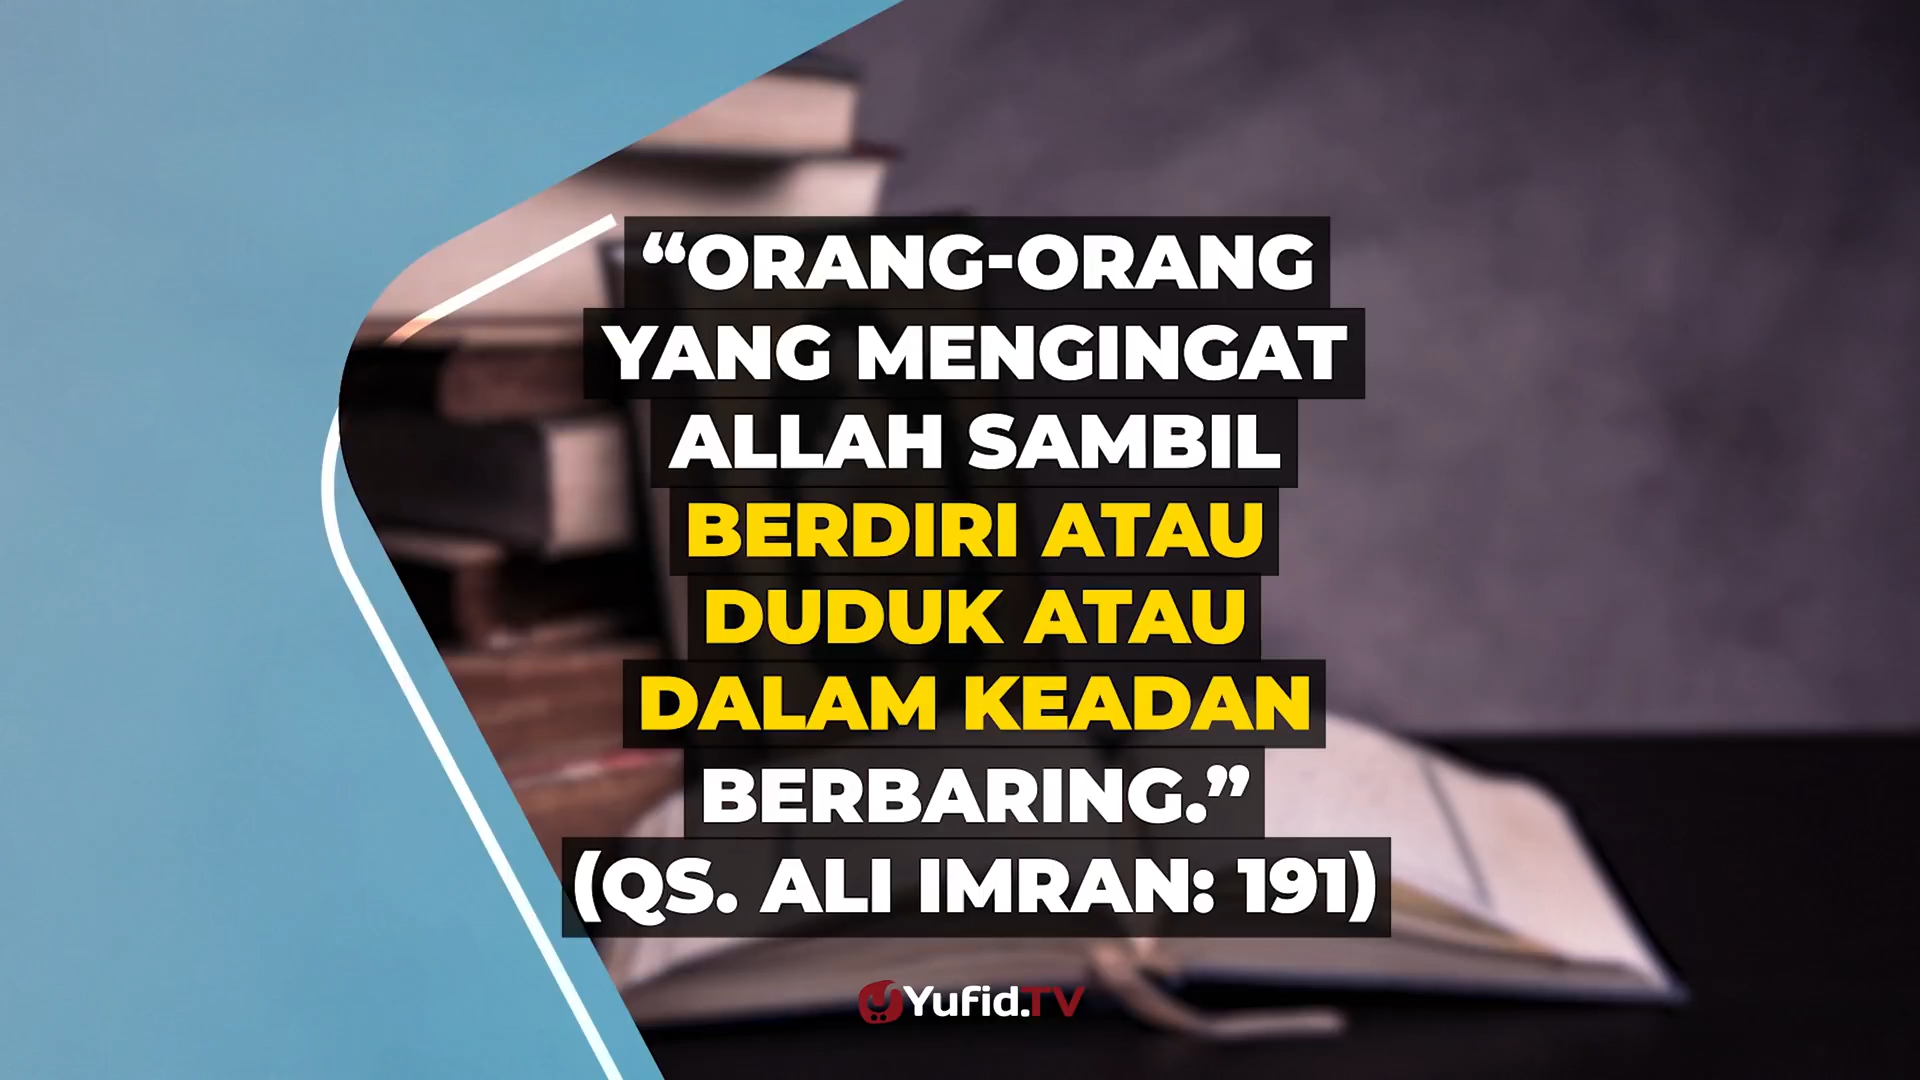 “ORANG-ORANG
YANG MENGINGAT
ALLAH SAMBIL
BERDIRI ATAU
DUDUK ATAU
DALAM KEADAN
BERBARING.”
(QS. ALI IMRAN: 191)
Yufid.TV